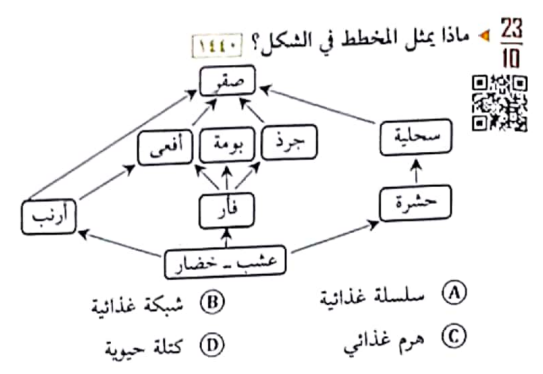 23
10
◄ ماذا يمثل المخطط في الشكل؟ ١٤٤٠
صقر
أفعى
بومة
جرذ
سحلية
أرنب
فأر
حشرة
عشب - خضار
A سلسلة غذائية
B شبكة غذائية
C هرم غذائي
D كتلة حيوية